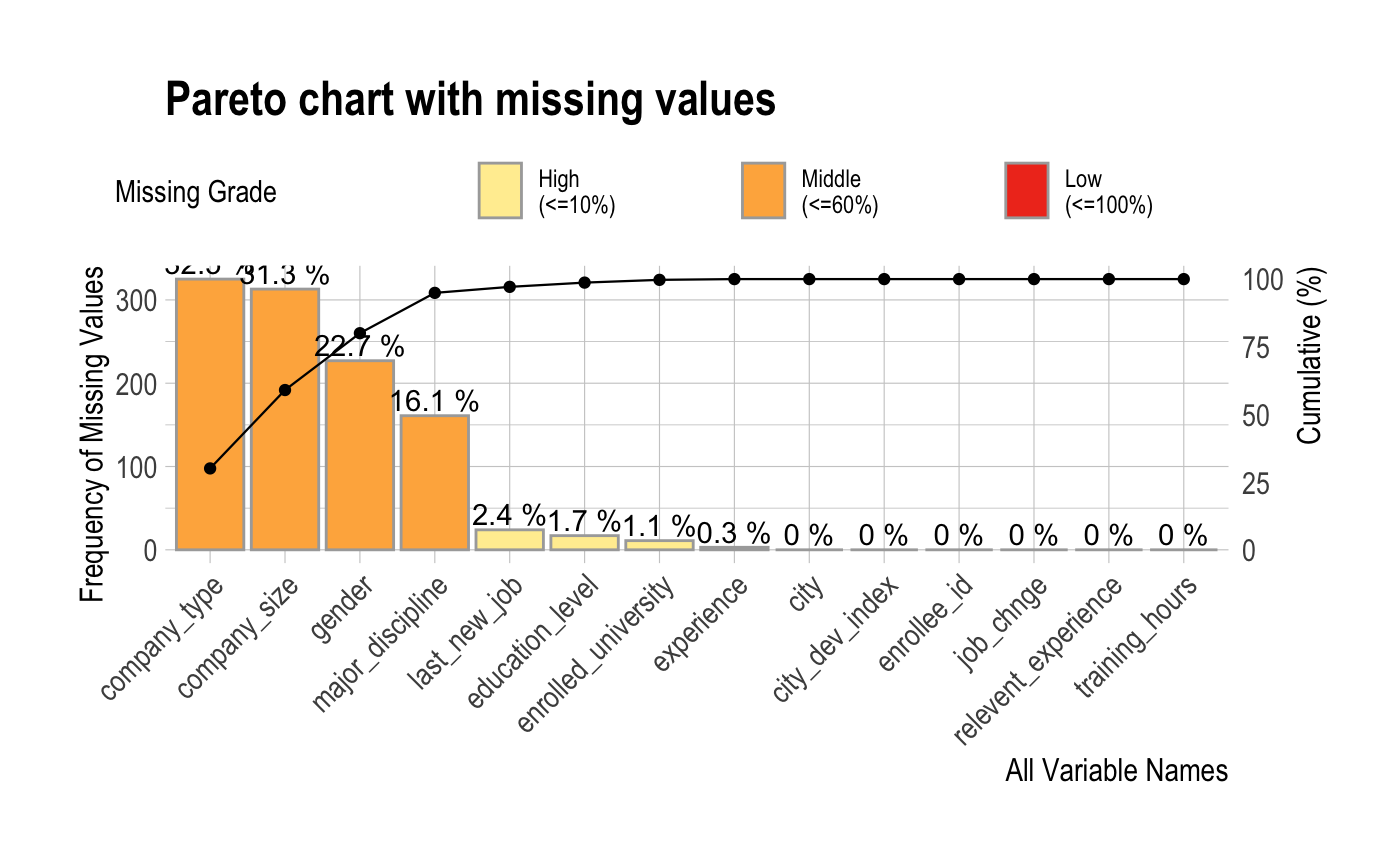 Pareto chart with missing values
Missing Grade
High
(<=10%)
Middle
(<=60%)
Low
(<=100%)
Frequency of Missing Values
300
200
100
0
31.3 %
22.7 %
16.1 %
2.4 %
1.7 %
1.1 %
0.3 %
0 %
0 %
0 %
0 %
0 %
0 %
100
75
50
25
0
Cumulative (%)
company_type
company_size
gender
major_discipline
last_new_job
education_level
enrolled_university
experience
city
city_dev_index
enrollee_id
job_chnge
relevent_experience
training_hours
All Variable Names